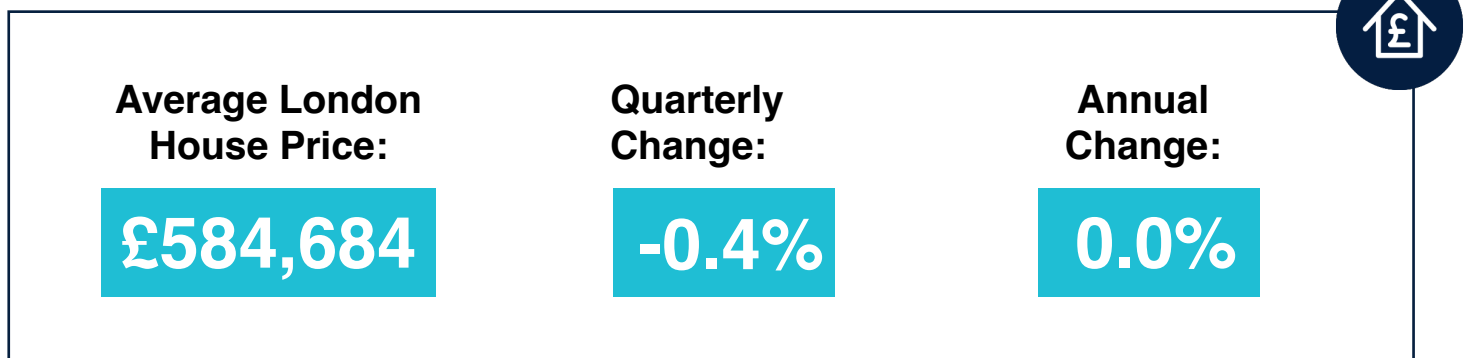 £
Average London
House Price:
£584,684
Quarterly
Change:
-0.4%
Annual
Change:
0.0%